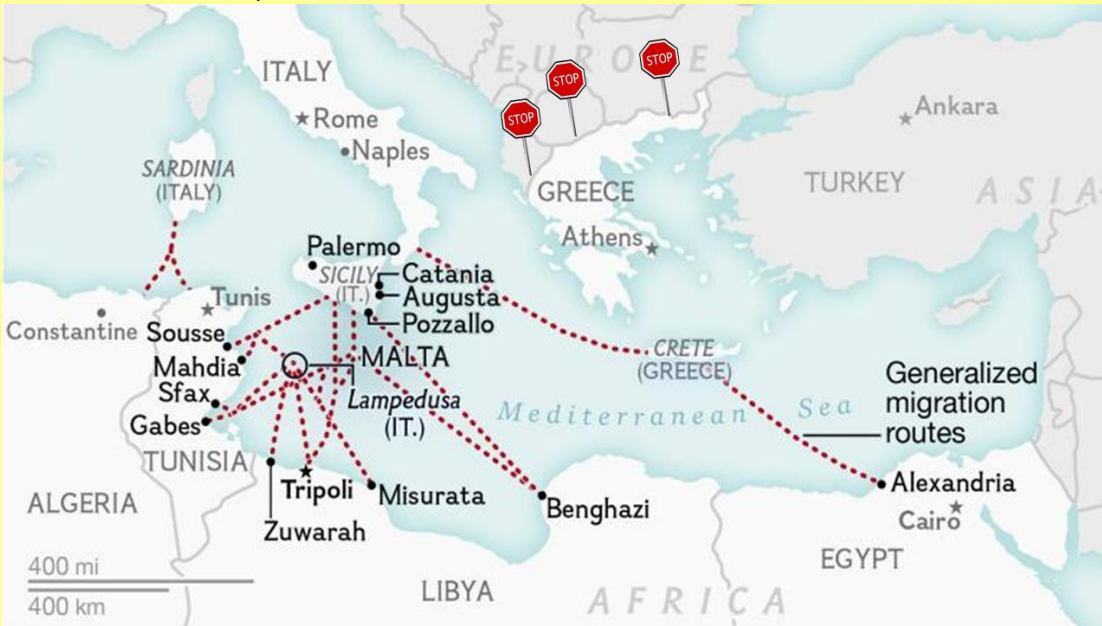 EUROPE
STOP
STOP
STOP
ITALY
Rome
Naples
Ankara
SARDINIA
(ITALY)
GREECE
TURKEY
ASIA
Athens
Palermo
SICILY
(IT.)
Catania
Augusta
Pozzallo
Tunis
Constantine
Sousse
Mahdia
MALTA
CRETE
(GREECE)
Sfax
Lampedusa
(IT.)
Mediterranean Sea
Generalized
migration
routes
Gabes
TUNISIA
Tripoli
Misurata
Benghazi
Alexandria
Cairo
ALGERIA
Zuwarah
EGYPT
400 mi
400 km
LIBYA
AFRICA